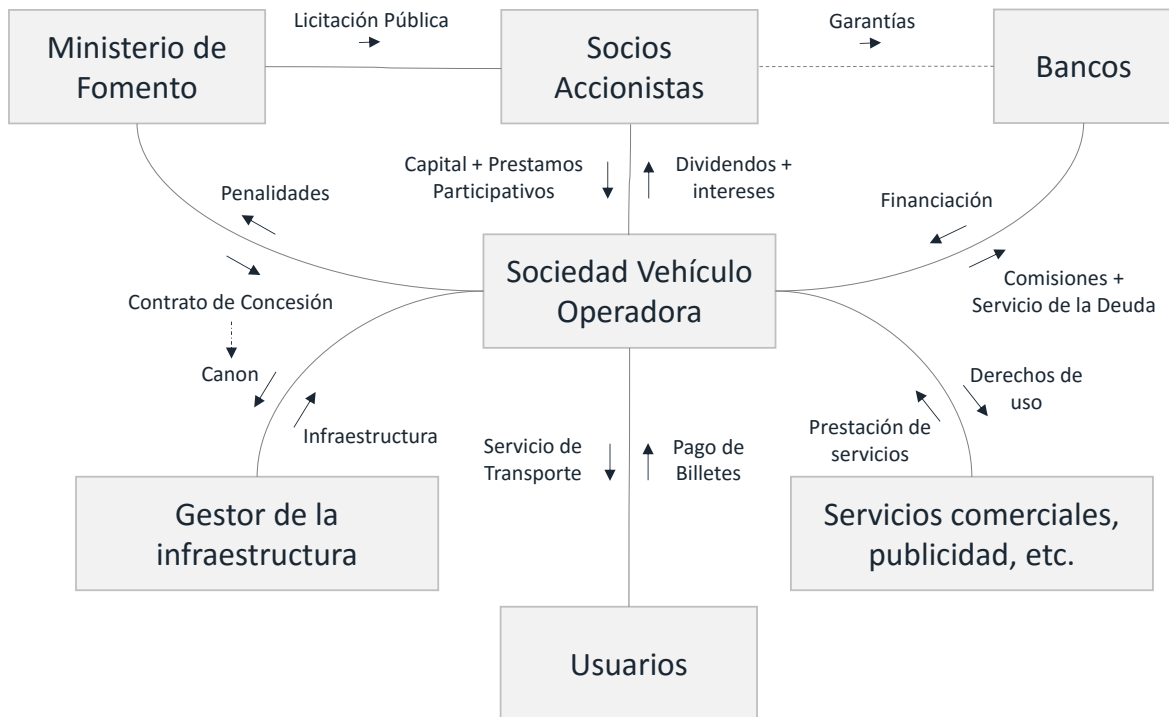 Licitación Pública
Garantías
Ministerio de
Fomento
Socios
Accionistas
Bancos
Capital + Prestamos
Participativos
Dividendos +
intereses
Penalidades
Financiación
Sociedad Vehículo
Operadora
Contrato de Concesión
Comisiones +
Servicio de la Deuda
Canon
Infraestructura
Derechos de
uso
Servicio de
Transporte
Pago de
Billetes
Prestación de
servicios
Gestor de la
infraestructura
Servicios comerciales,
publicidad, etc.
Usuarios